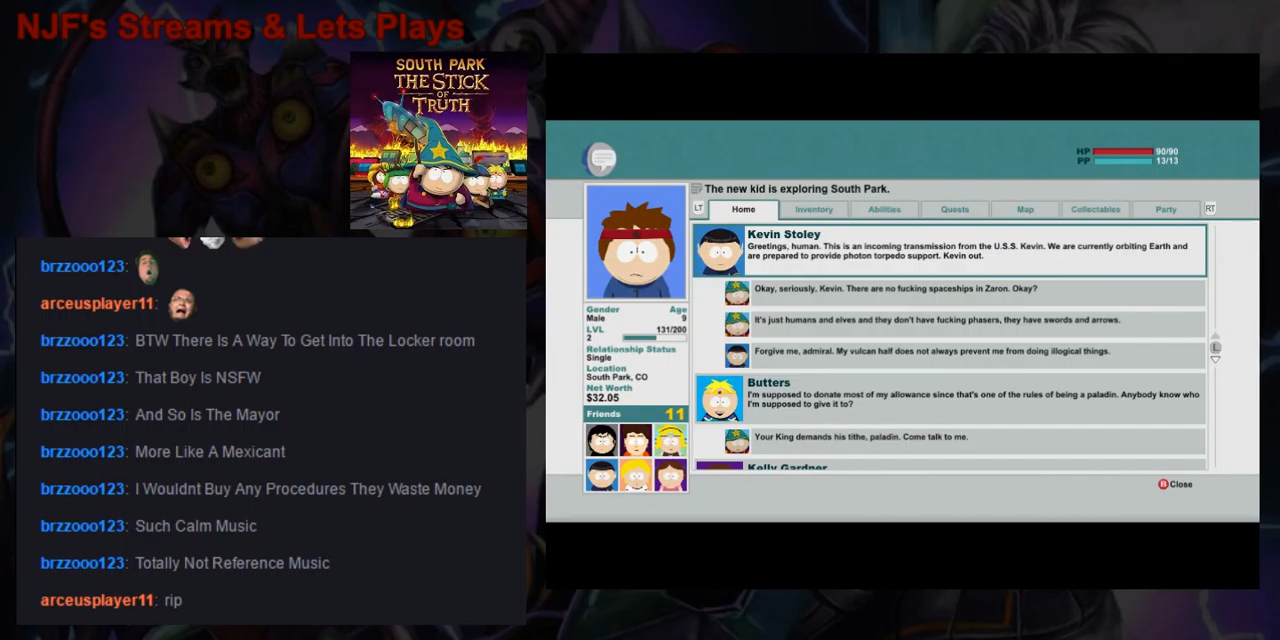 NJF's Streams & Lets Plays
SOUTH PARK
THE STICK
OF
TRUTH
brzzooo123:
arceusplayer11:
brzzooo123: BTW There Is A Way To Get Into The Locker room
brzzooo123: That Boy Is NSFW
brzzooo123: And So Is The Mayor
brzzooo123: More Like A Mexicant
brzzooo123: I Wouldnt Buy Any Procedures They Waste Money
brzzooo123: Such Calm Music
brzzooo123: Totally Not Reference Music
arceusplayer11: rip
HP 90/90
PP 13/13
The new kid is exploring South Park.
LT Home Inventory Abilities Quests Map Collectables Party RT
Gender Age
Male 9
LVL 131/200
2
Relationship Status
Single
Location
South Park, CO
Net Worth
$32.05
Friends 11
Kevin Stoley
Greetings, human. This is an incoming transmission from the U.S.S. Kevin. We are currently orbiting Earth and
are prepared to provide photon torpedo support. Kevin out.
Okay, seriously, Kevin. There are no fucking spaceships in Zaron. Okay?
It's just humans and elves and they don't have fucking phasers, they have swords and arrows.
Forgive me, admiral. My vulcan half does not always prevent me from doing illogical things.
L
Butters
I'm supposed to donate most of my allowance since that's one of the rules of being a paladin. Anybody know who
I'm supposed to give it to?
Your King demands his tithe, paladin. Come talk to me.
Kelly Gardner
B Close